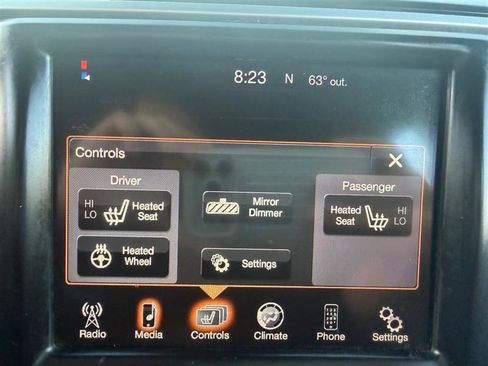 8:23 N 63° out.
Controls
Driver
HI
LO
Heated
Seat
Heated
Wheel
Mirror
Dimmer
Settings
Passenger
Heated
Seat
HI
LO
Radio Media Controls Climate Phone Settings